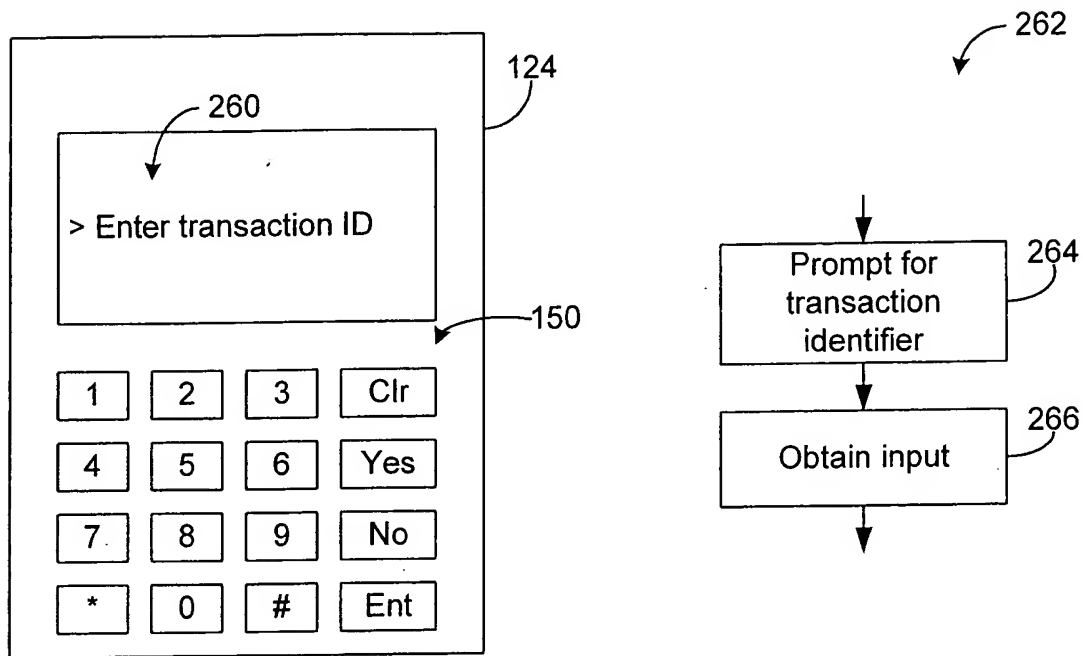 262
124
260
> Enter transaction ID
150
1 2 3 Clr
4 5 6 Yes
7 8 9 No
* 0 # Ent
Prompt for
transaction
identifier
264
Obtain input
266